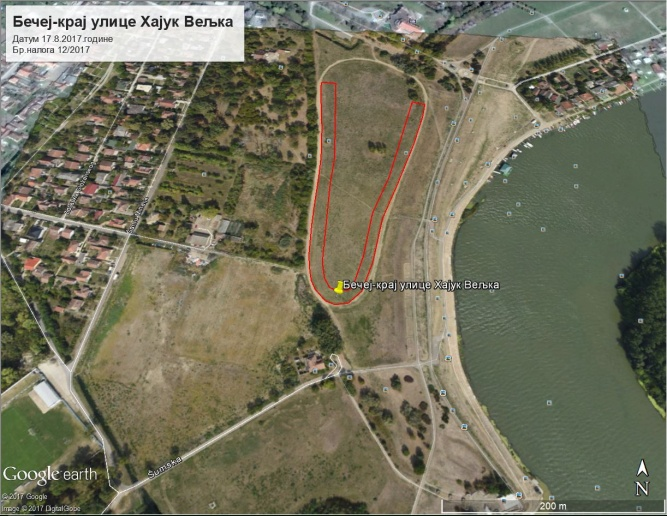 Бечеј-крај улице Хајук Вељка
Датум 17.8.2017.године
Бр.налога 12/2017
Бечеј-крај улице Хајук Вељка
Šumska
Google earth
© 2017 Google
Image © 2017 DigitalGlobe
200 m
N